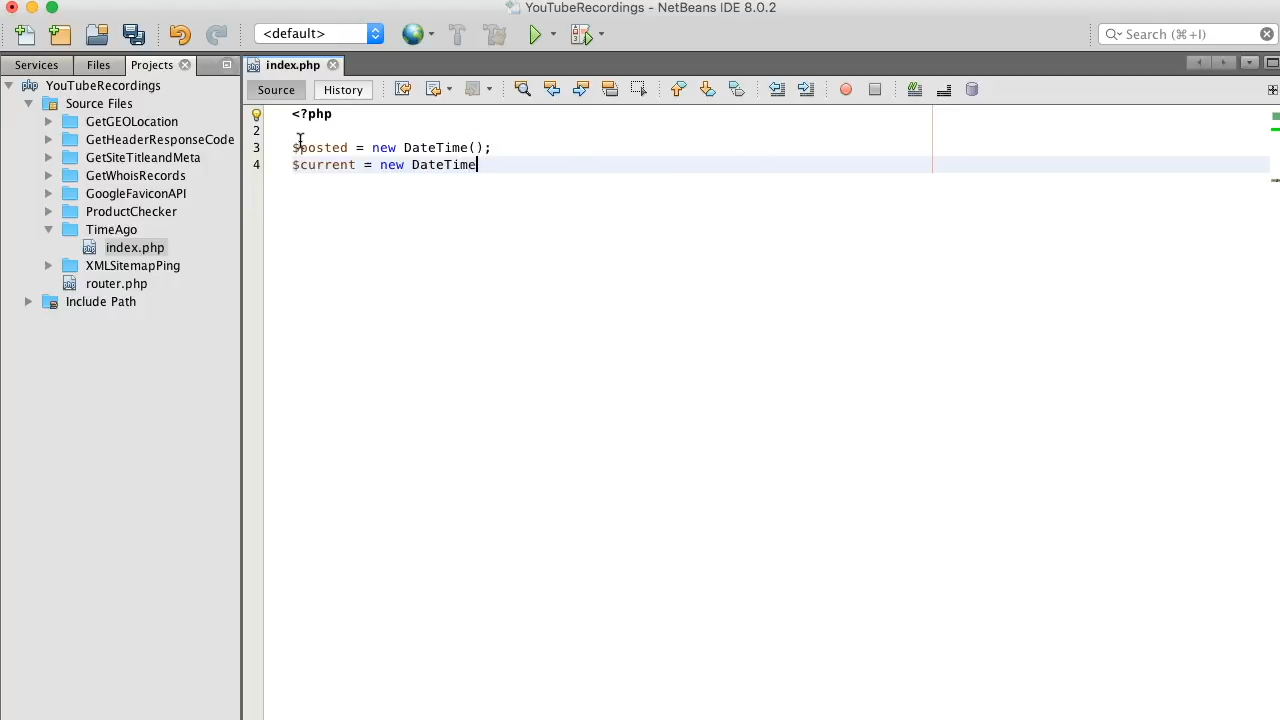 YouTubeRecordings - NetBeans IDE 8.0.2
<default>
Search (⌘+I)
Services Files Projects
index.php
Source History
YouTubeRecordings
Source Files
GetGEOLocation
GetHeaderResponseCode
GetSiteTitleandMeta
GetWhoisRecords
GoogleFaviconAPI
ProductChecker
TimeAgo
index.php
XMLSitemapPing
router.php
Include Path
<?php
2
3 $posted = new DateTime();
4 $current = new DateTime